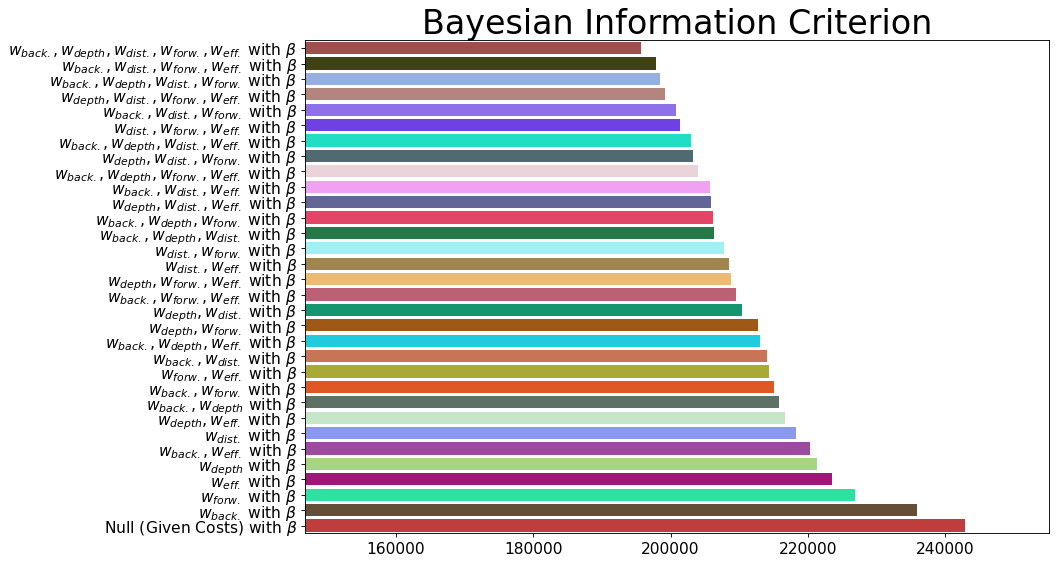 Bayesian Information Criterion
w_back., w_depth, w_dist., w_forw., w_eff. with β
w_back., w_dist., w_forw., w_eff. with β
w_back., w_depth, w_dist., w_forw. with β
w_depth, w_dist., w_forw., w_eff. with β
w_back., w_dist., w_forw. with β
w_dist., w_forw., w_eff. with β
w_back., w_depth, w_dist., w_eff. with β
w_depth, w_dist., w_forw. with β
w_back., w_depth, w_forw., w_eff. with β
w_back., w_dist., w_eff. with β
w_depth, w_dist., w_eff. with β
w_back., w_depth, w_forw. with β
w_back., w_depth, w_dist. with β
w_dist., w_forw. with β
w_dist., w_eff. with β
w_depth, w_forw., w_eff. with β
w_back., w_forw., w_eff. with β
w_depth, w_dist. with β
w_depth, w_forw. with β
w_back., w_depth, w_eff. with β
w_back., w_dist. with β
w_forw., w_eff. with β
w_back., w_forw. with β
w_back., w_depth with β
w_depth, w_eff. with β
w_dist. with β
w_back., w_eff. with β
w_depth with β
w_eff. with β
w_forw. with β
w_back. with β
Null (Given Costs) with β
160000 180000 200000 220000 240000